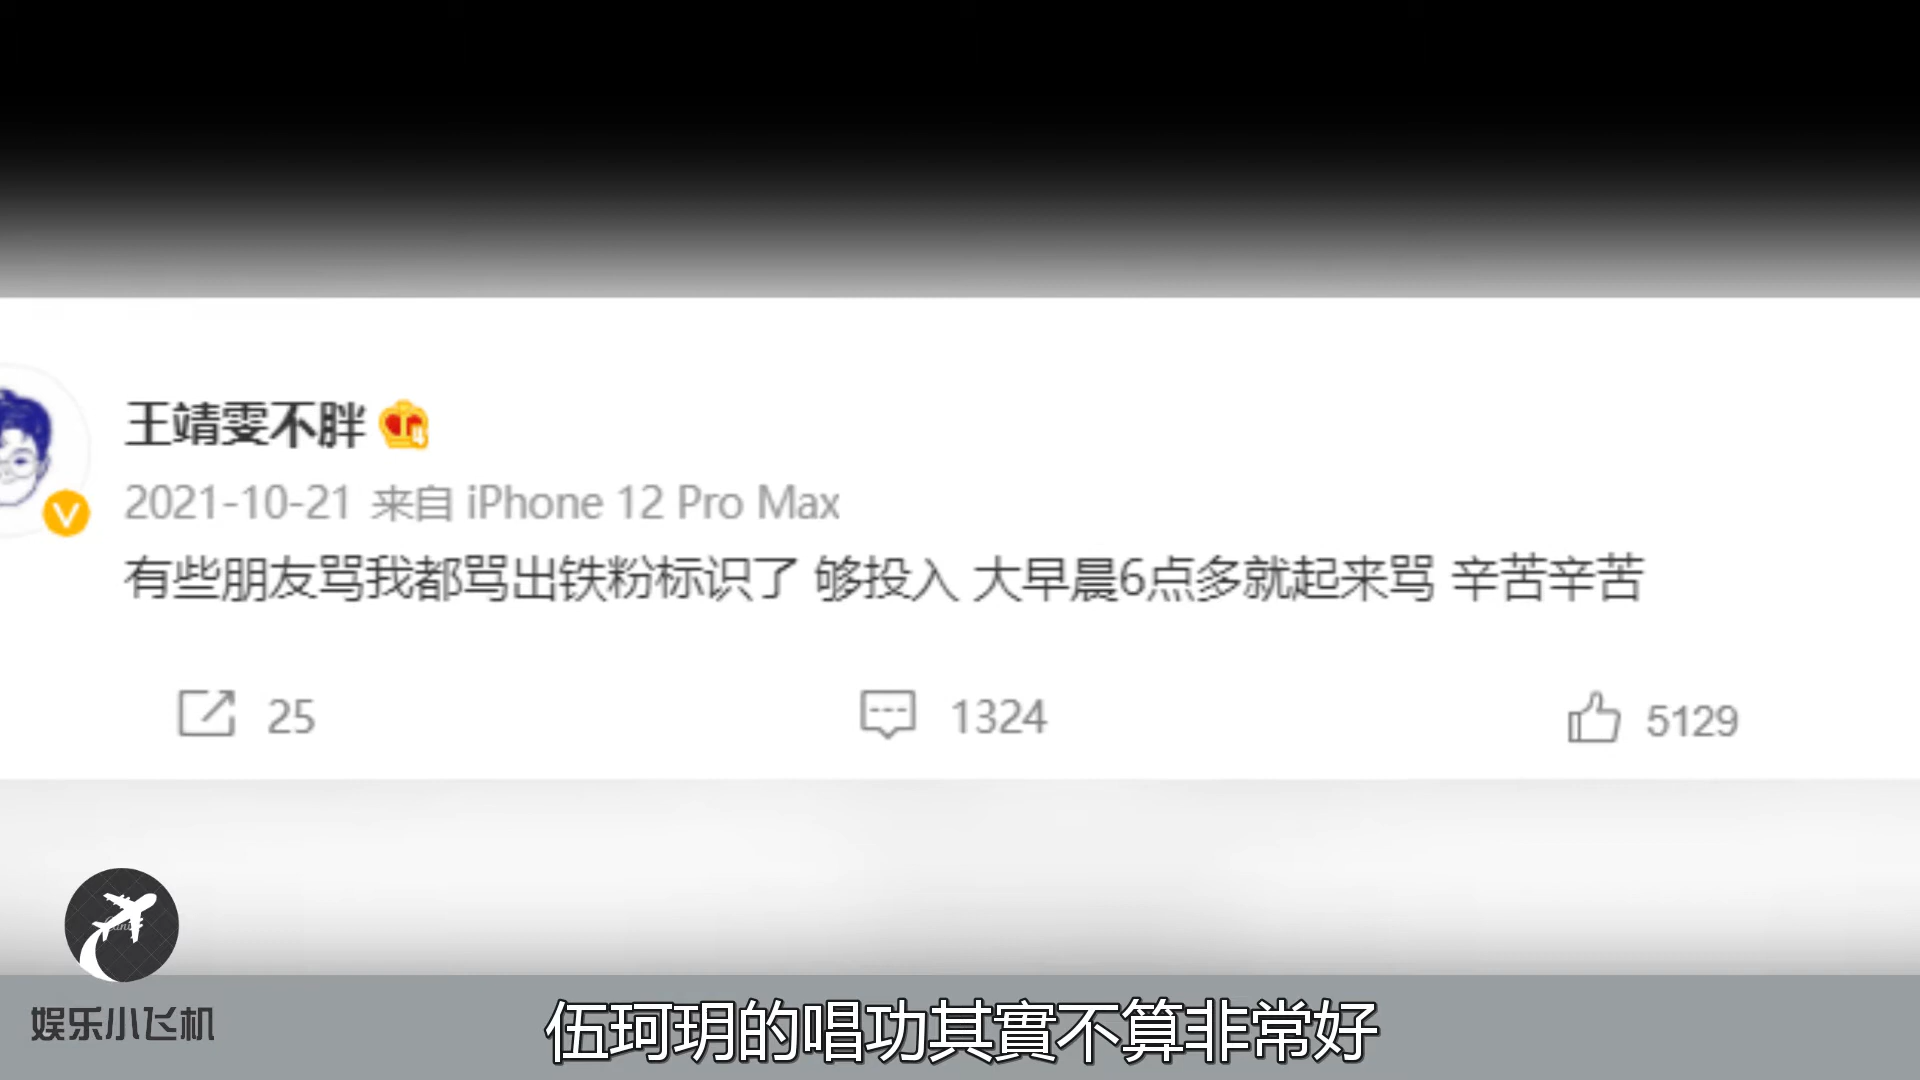 王靖雯不胖
2021-10-21 来自 iPhone 12 Pro Max
有些朋友骂我都骂出铁粉标识了 够投入 大早晨6点多就起来骂 辛苦辛苦
25
1324
5129
娱乐小飞机
伍珂玥的唱功其實不算非常好